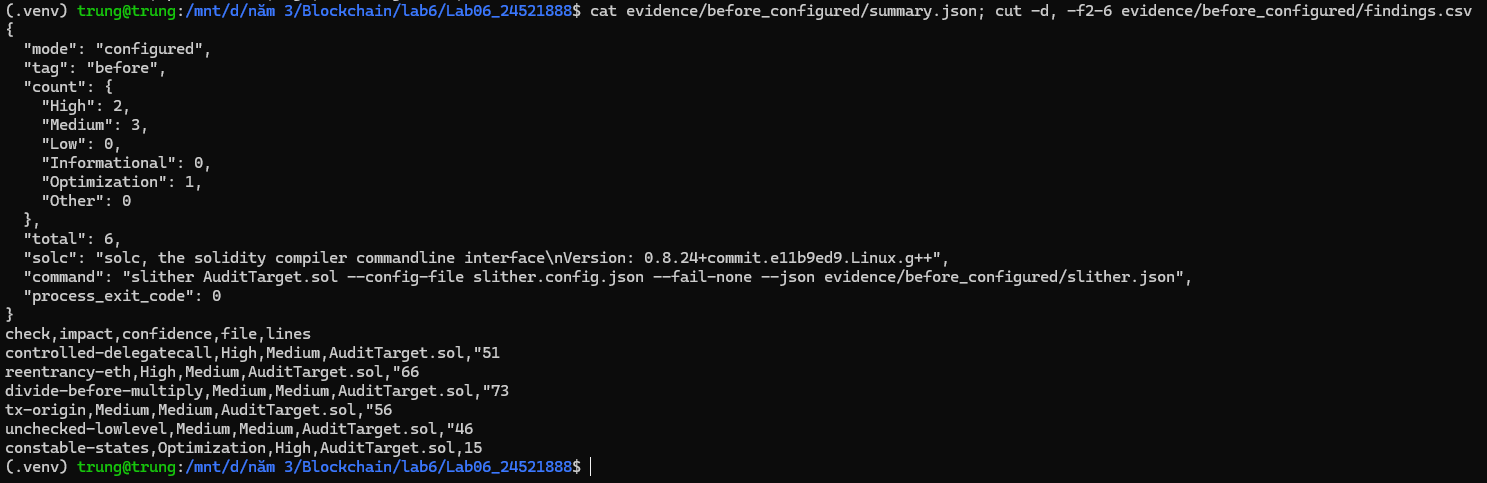 (.venv) trung@trung:/mnt/d/năm 3/Blockchain/lab6/Lab06_24521888$ cat evidence/before_configured/summary.json; cut -d, -f2-6 evidence/before_configured/findings.csv
{
  "mode": "configured",
  "tag": "before",
  "count": {
    "High": 2,
    "Medium": 3,
    "Low": 0,
    "Informational": 0,
    "Optimization": 1,
    "Other": 0
  },
  "total": 6,
  "solc": "solc, the solidity compiler commandline interface\nVersion: 0.8.24+commit.e11b9ed9.Linux.g++",
  "command": "slither AuditTarget.sol --config-file slither.config.json --fail-none --json evidence/before_configured/slither.json",
  "process_exit_code": 0
}
check,impact,confidence,file,lines
controlled-delegatecall,High,Medium,AuditTarget.sol,"51
reentrancy-eth,High,Medium,AuditTarget.sol,"66
divide-before-multiply,Medium,Medium,AuditTarget.sol,"73
tx-origin,Medium,Medium,AuditTarget.sol,"56
unchecked-lowlevel,Medium,Medium,AuditTarget.sol,"46
constable-states,Optimization,High,AuditTarget.sol,15
(.venv) trung@trung:/mnt/d/năm 3/Blockchain/lab6/Lab06_24521888$